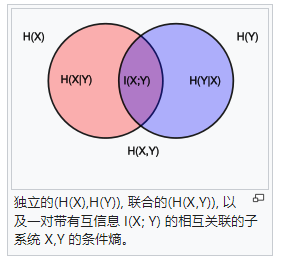 H(X)
H(Y)
H(X|Y)
I(X;Y)
H(Y|X)
H(X,Y)
独立的(H(X),H(Y)), 联合的(H(X,Y)), 以
及一对带有互信息 I(X; Y) 的相互关联的子
系统 X,Y 的条件熵。